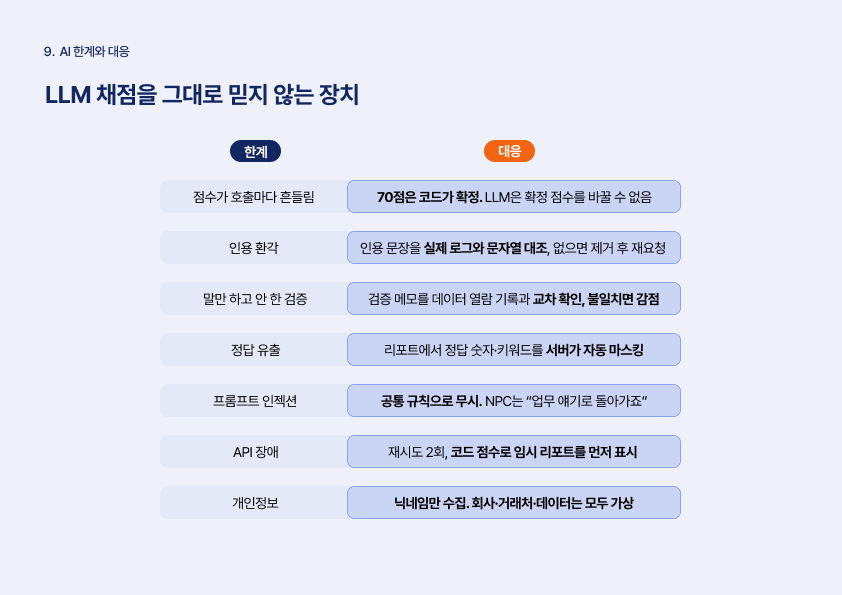 9. AI 한계와 대응
LLM 채점을 그대로 믿지 않는 장치
한계
대응
점수가 호출마다 흔들림
70점은 코드가 확정. LLM은 확정 점수를 바꿀 수 없음
인용 환각
인용 문장을 실제 로그와 문자열 대조, 없으면 제거 후 재요청
말만 하고 안 한 검증
검증 메모를 데이터 열람 기록과 교차 확인, 불일치면 감점
정답 유출
리포트에서 정답 숫자·키워드를 서버가 자동 마스킹
프롬프트 인젝션
공통 규칙으로 무시. NPC는 “업무 얘기로 돌아가죠”
API 장애
재시도 2회, 코드 점수로 임시 리포트를 먼저 표시
개인정보
닉네임만 수집. 회사·거래처·데이터는 모두 가상